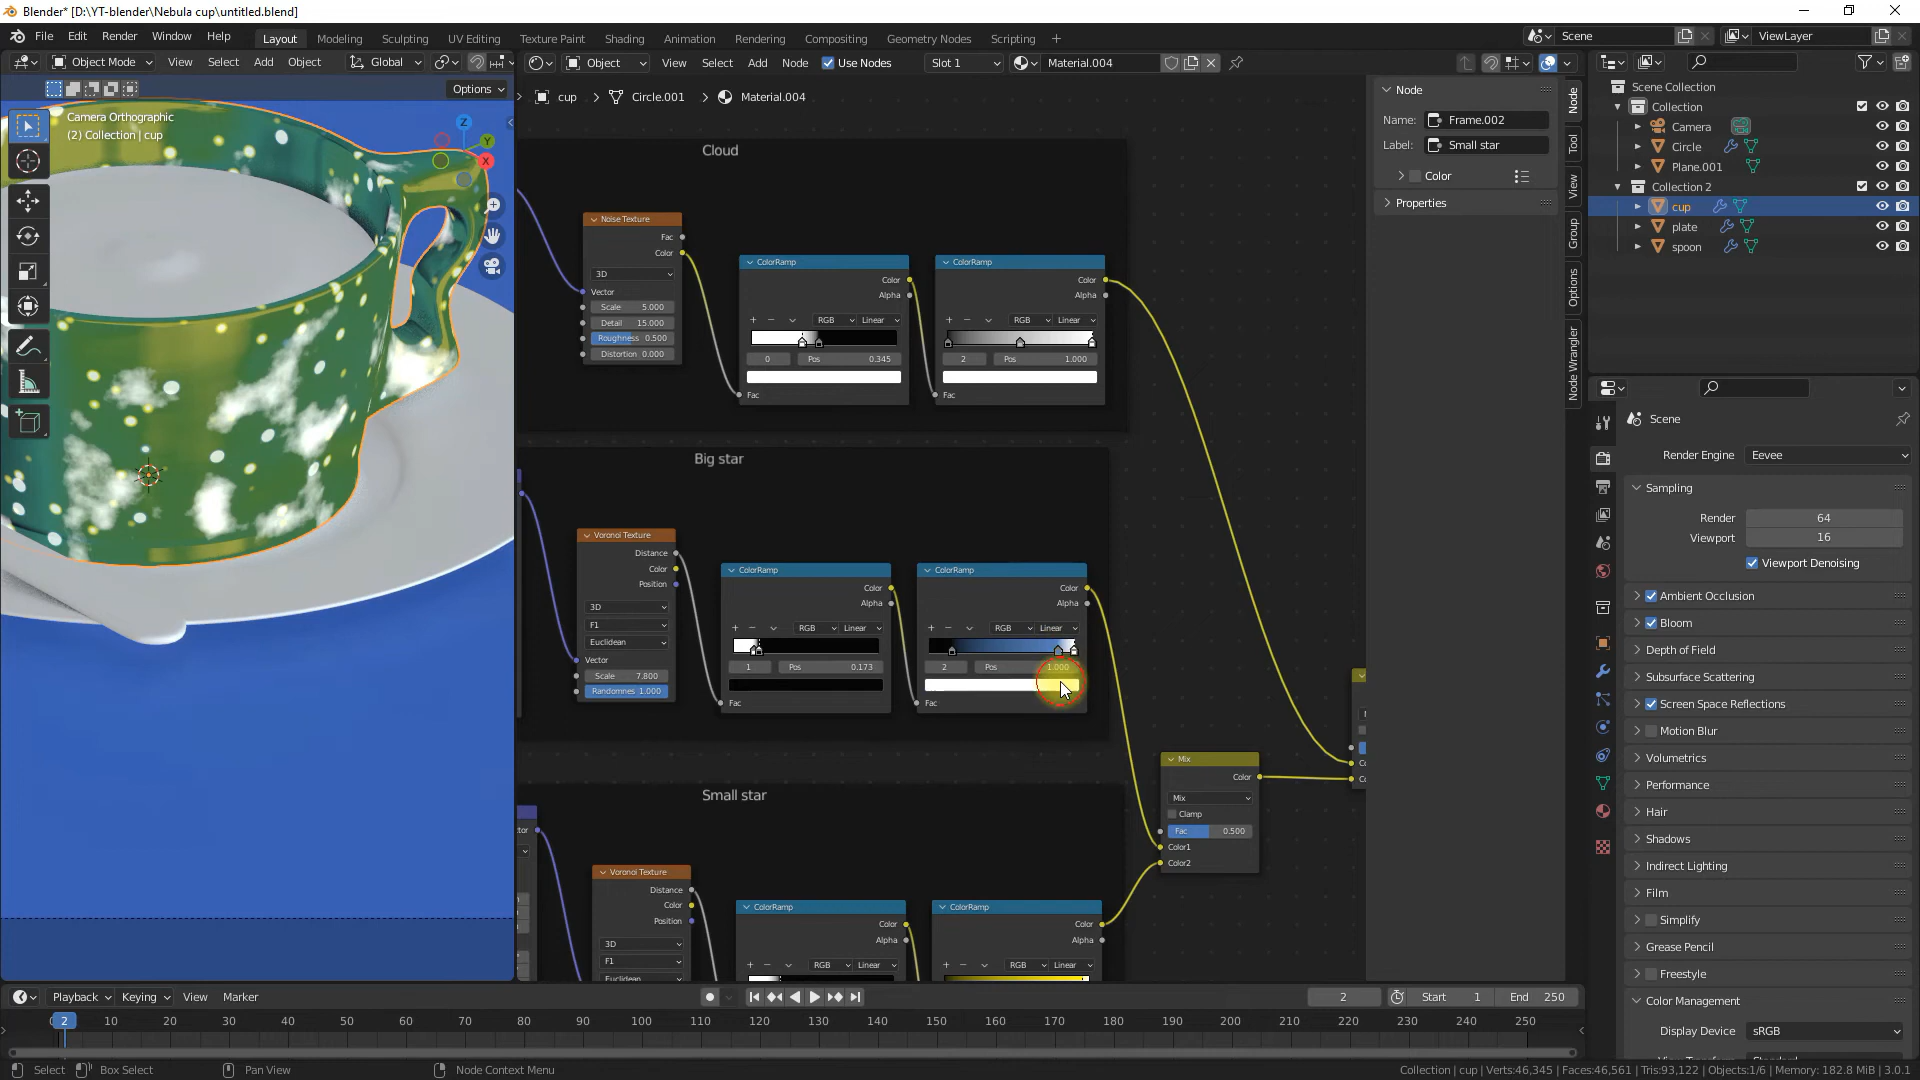 Blender* [D:\YT-blender\Nebula cup\untitled.blend]
File Edit Render Window Help Layout Modeling Sculpting UV Editing Texture Paint Shading Animation Rendering Compositing Geometry Nodes Scripting + Scene ViewLayer
Object Mode View Select Add Object Global Object View Select Add Node Use Nodes Slot 1 Material.004
Options
Camera Orthographic
(2) Collection | cup
Z
Y
X
cup > Circle.001 > Material.004
Cloud
Noise Texture
Fac
Color
3D
Vector
Scale 5.000
Detail 15.000
Roughness 0.500
Distortion 0.000
ColorRamp
Color
Alpha
RGB Linear
0 Pos 0.345
Fac
ColorRamp
Color
Alpha
RGB Linear
2 Pos 1.000
Fac
Big star
Voronoi Texture
Distance
Color
Position
3D
F1
Euclidean
Vector
Scale 7.800
Randomnes 1.000
ColorRamp
Color
Alpha
RGB Linear
1 Pos 0.173
Fac
ColorRamp
Color
Alpha
RGB Linear
2 Pos 1.000
Fac
Mix
Color
Mix
Clamp
Fac 0.500
Color1
Color2
Small star
Voronoi Texture
Distance
Color
Position
3D
F1
Euclidean
ColorRamp
Color
Alpha
RGB Linear
ColorRamp
Color
Alpha
RGB Linear
Node
Name: Frame.002
Label: Small star
Color
Properties
Node
Tool
View
Group
Options
Node Wrangler
Scene Collection
Collection
Camera
Circle
Plane.001
Collection 2
cup
plate
spoon
Scene
Render Engine Eevee
Sampling
Render 64
Viewport 16
Viewport Denoising
Ambient Occlusion
Bloom
Depth of Field
Subsurface Scattering
Screen Space Reflections
Motion Blur
Volumetrics
Performance
Hair
Shadows
Indirect Lighting
Film
Simplify
Grease Pencil
Freestyle
Color Management
Display Device sRGB
Playback Keying View Marker 2 Start 1 End 250
2 10 20 30 40 50 60 70 80 90 100 110 120 130 140 150 160 170 180 190 200 210 220 230 240 250
Select Box Select Pan View Node Context Menu Collection | cup | Verts:46,345 | Faces:46,561 | Tris:93,122 | Objects:1/6 | Memory: 182.8 MiB | 3.0.1